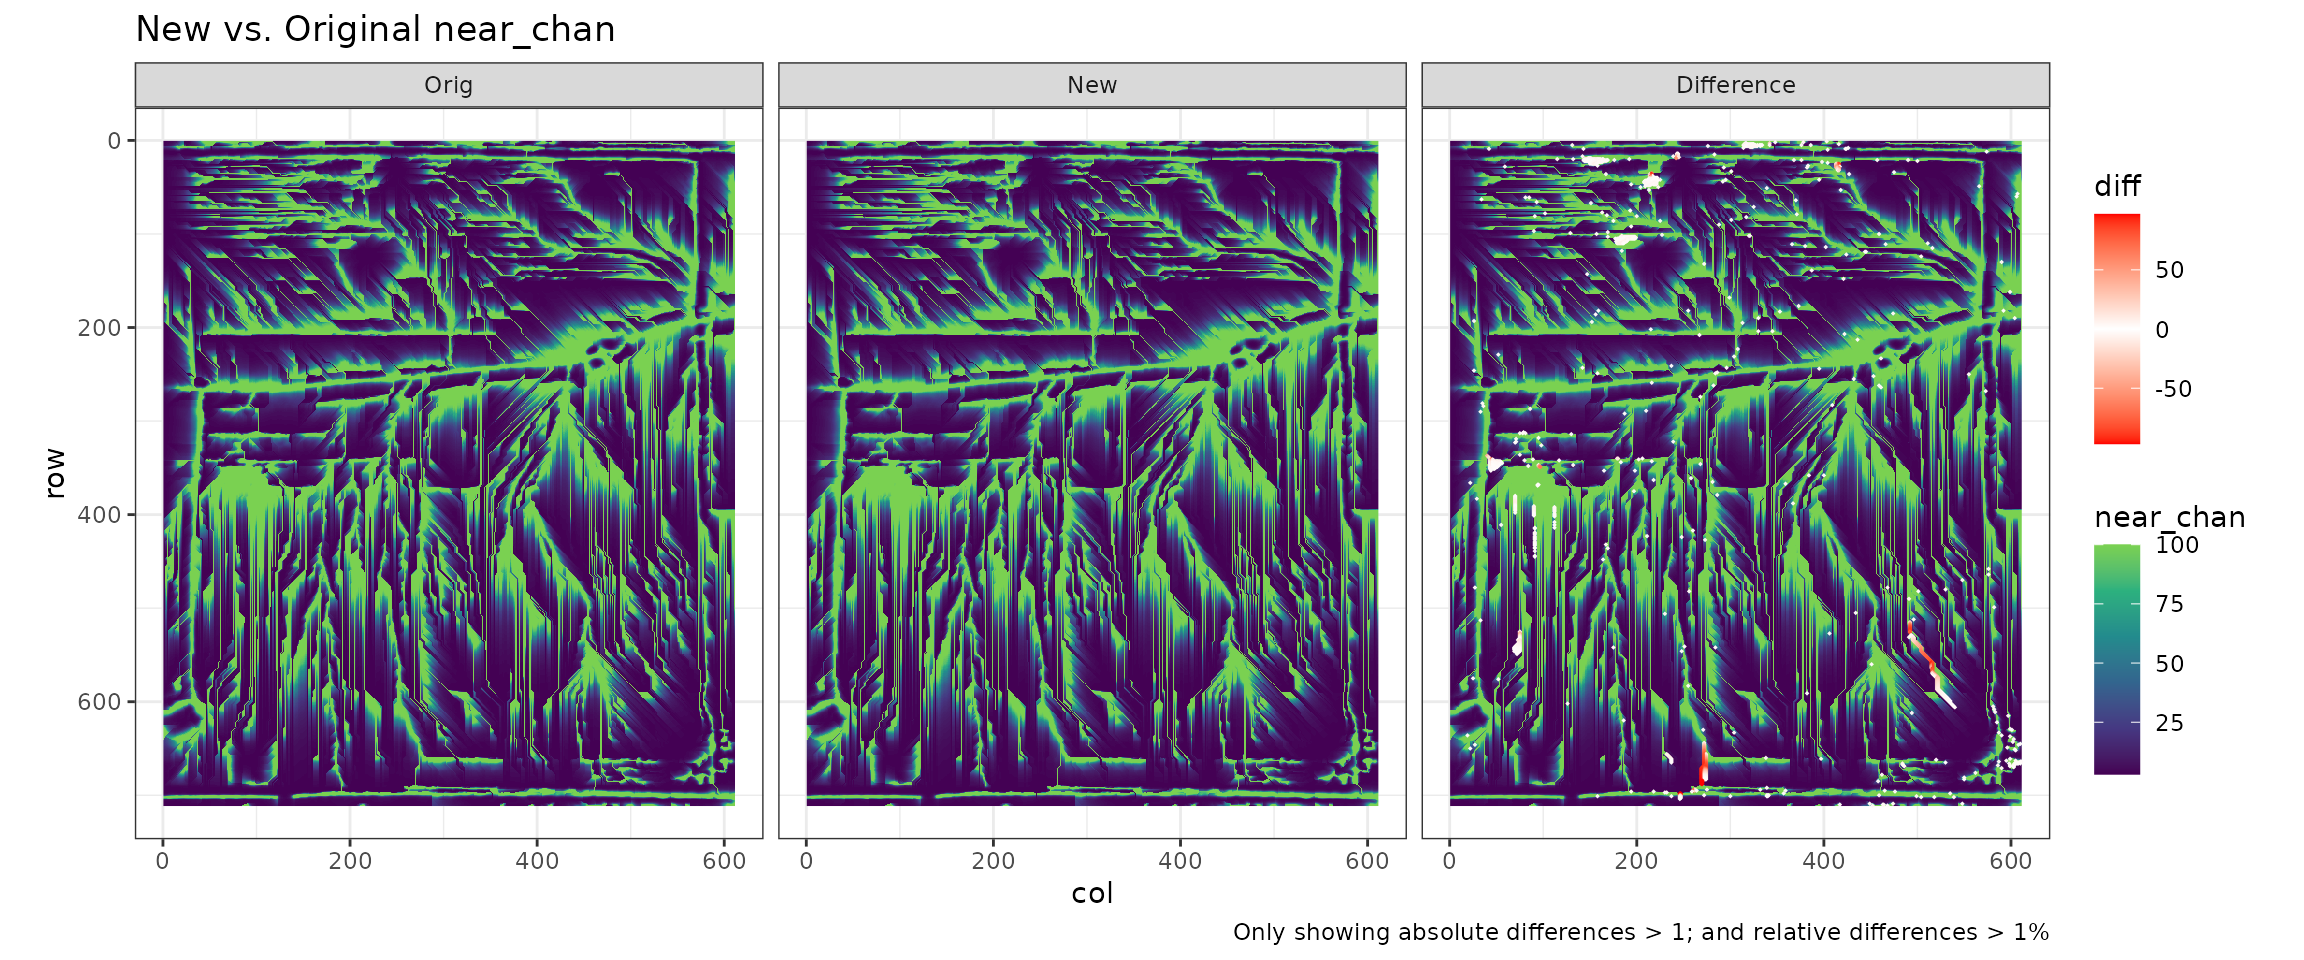 New vs. Original near_chan
Orig
New
Difference
0
200
400
600
row
0
200
400
600
0
200
400
600
0
200
400
600
col
diff
50
0
-50
near_chan
100
75
50
25
Only showing absolute differences > 1; and relative differences > 1%